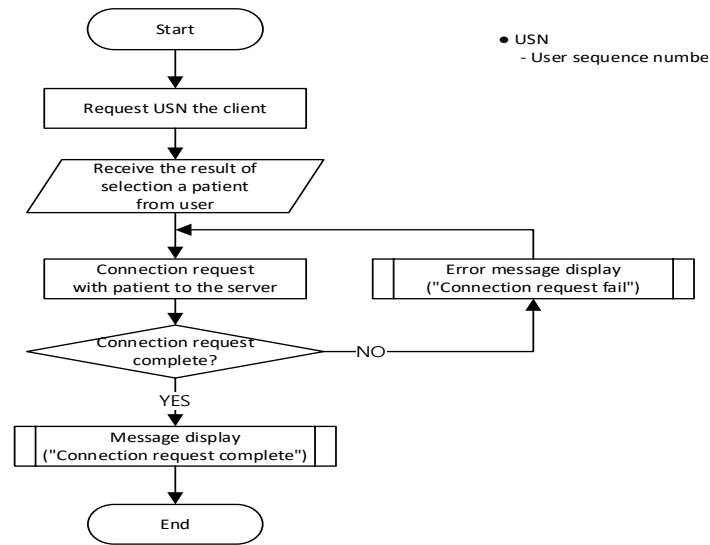 Start
● USN
- User sequence numbe
Request USN the client
Receive the result of
selection a patient
from user
Connection request
with patient to the server
Error message display
("Connection request fail")
Connection request
complete?
NO
YES
Message display
("Connection request complete")
End